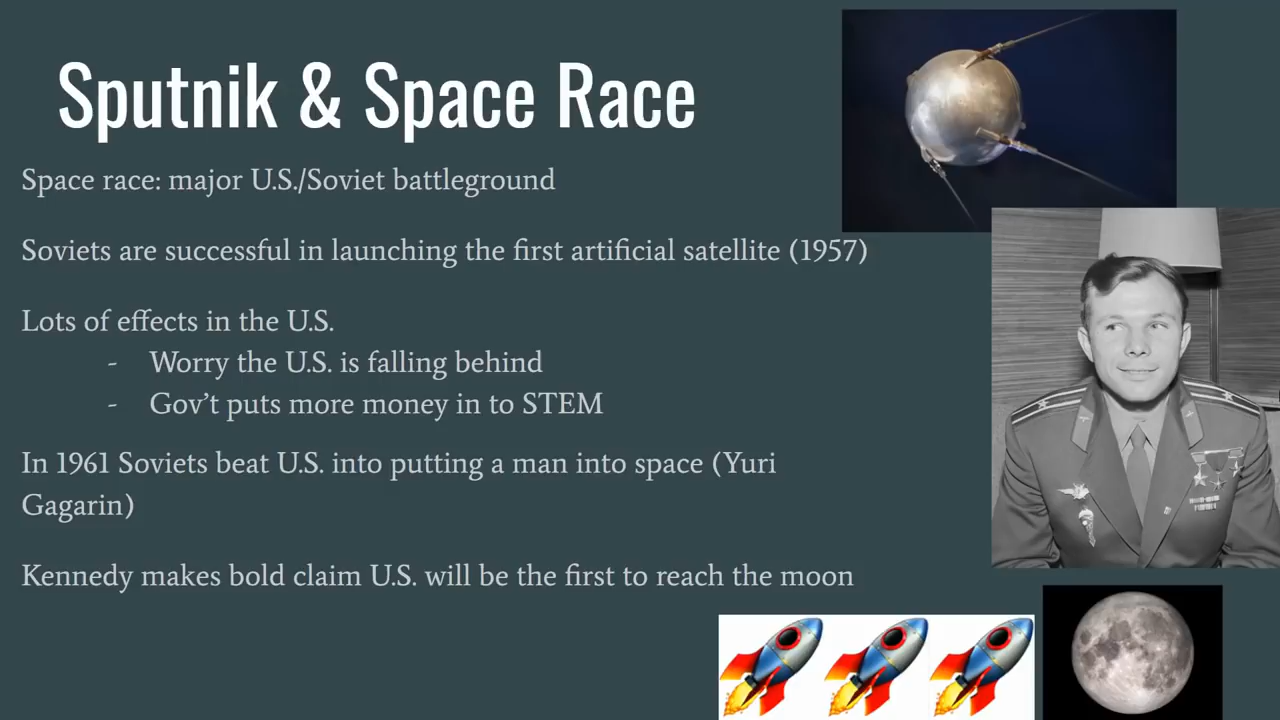 Sputnik & Space Race
Space race: major U.S./Soviet battleground
Soviets are successful in launching the first artificial satellite (1957)
Lots of effects in the U.S.
- Worry the U.S. is falling behind
- Gov’t puts more money in to STEM
In 1961 Soviets beat U.S. into putting a man into space (Yuri
Gagarin)
Kennedy makes bold claim U.S. will be the first to reach the moon